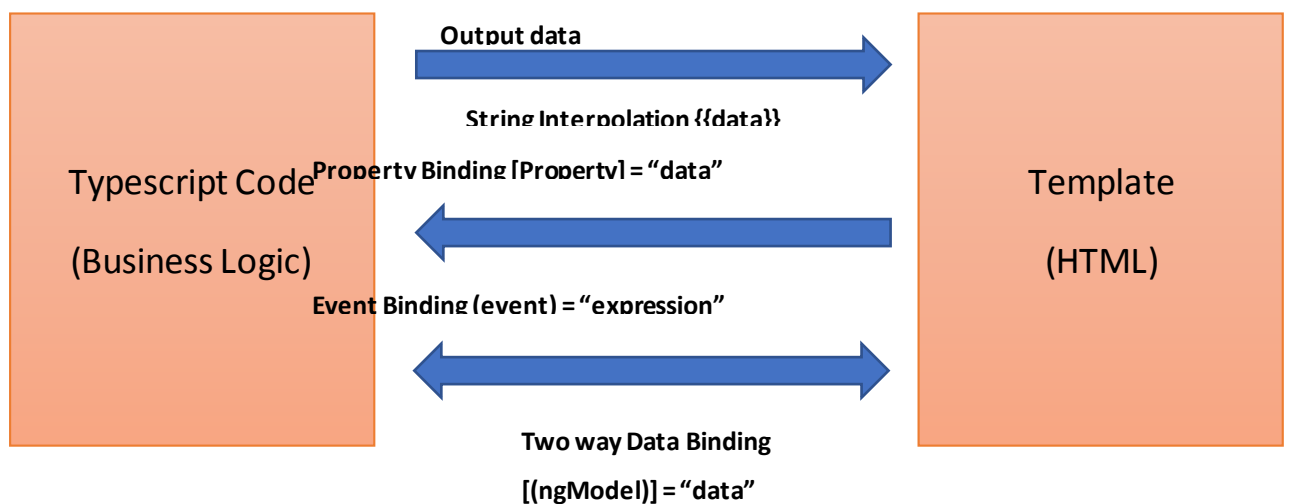 Output data
String Interpolation {{data}}
Property Binding [Property] = “data”
Typescript Code
(Business Logic)
Template
(HTML)
Event Binding (event) = “expression”
Two way Data Binding
[(ngModel)] = “data”